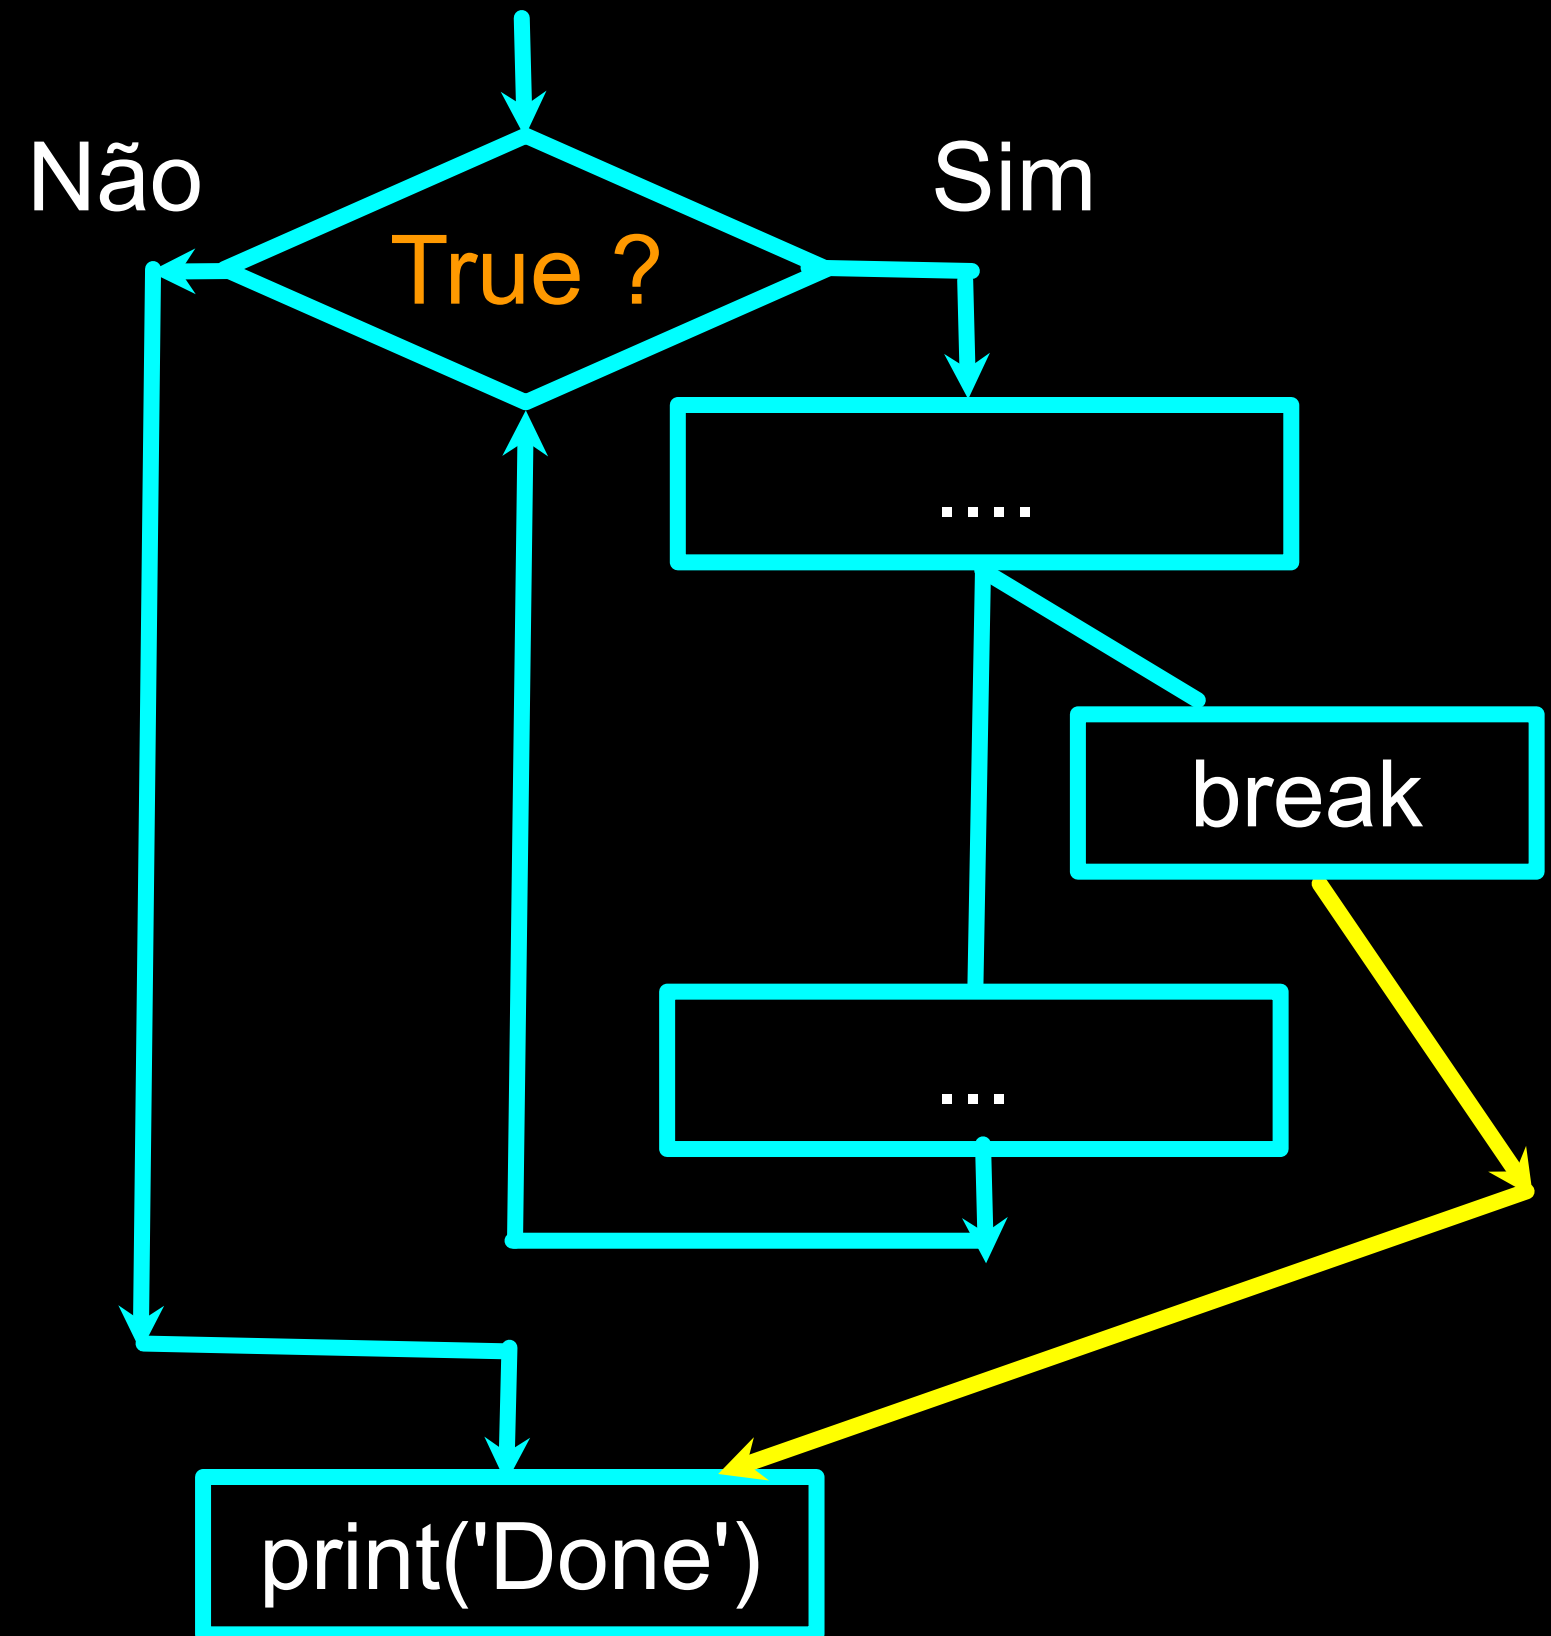 Não
Sim
True ?
....
break
...
print('Done')